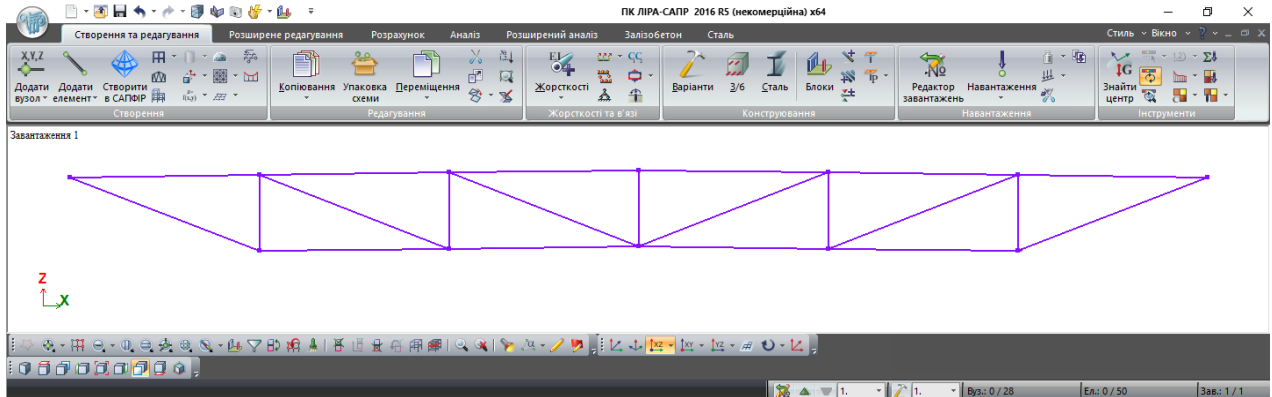 ПК ЛІРА-САПР 2016 R5 (некомерційна) x64
Створення та редагування Розширене редагування Розрахунок Аналіз Розширений аналіз Залізобетон Сталь Стиль Вікно
X,Y,Z
Додати вузол Додати елемент Створити в САПФІР
Копіювання Упаковка схеми Переміщення
Жорсткості
Варіанти 3/6 Сталь Блоки
Редактор завантажень Навантаження
Знайти центр
Створення Редагування Жорсткості та в'язі Конструювання Навантаження Інструменти
Завантаження 1
Z
X
XZ XY YZ
1. 1. Вуз.: 0 / 28 Ел.: 0 / 50 Зав.: 1 / 1